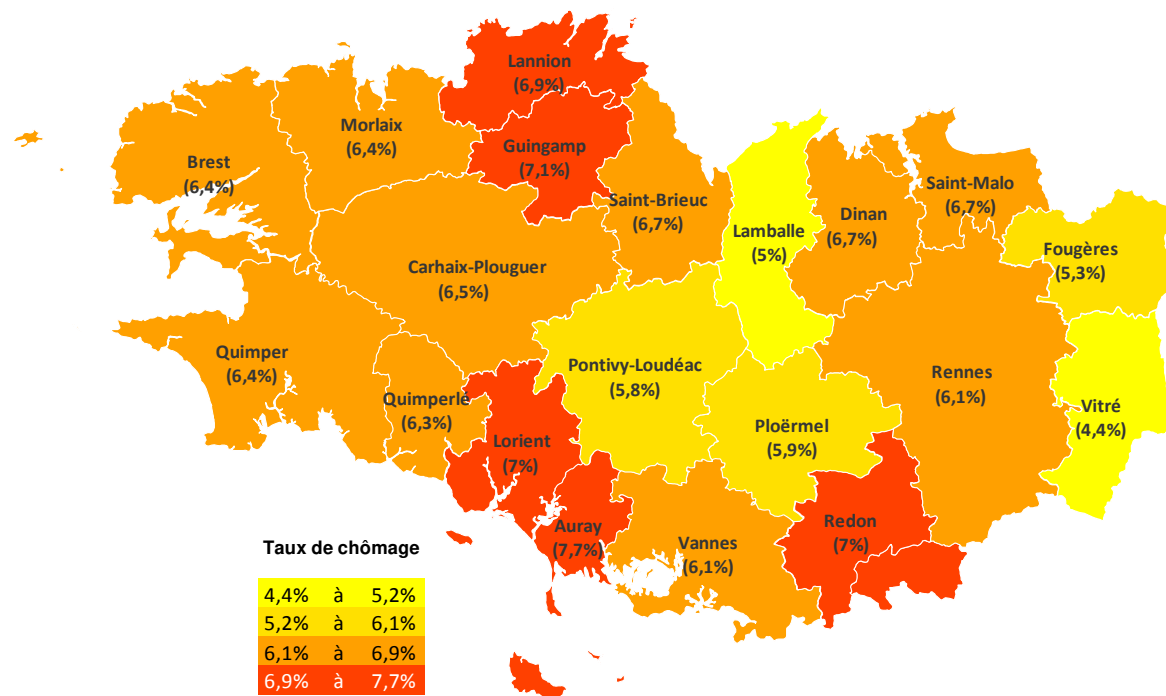 Lannion
(6,9%)
Morlaix
(6,4%)
Guingamp
(7,1%)
Brest
(6,4%)
Saint-Brieuc
(6,7%)
Saint-Malo
(6,7%)
Dinan
(6,7%)
Lamballe
(5%)
Fougères
(5,3%)
Carhaix-Plouguer
(6,5%)
Quimper
(6,4%)
Pontivy-Loudéac
(5,8%)
Rennes
(6,1%)
Quimperlé
(6,3%)
Vitré
(4,4%)
Ploërmel
(5,9%)
Lorient
(7%)
Auray
(7,7%)
Vannes
(6,1%)
Redon
(7%)
Taux de chômage
4,4% à 5,2%
5,2% à 6,1%
6,1% à 6,9%
6,9% à 7,7%